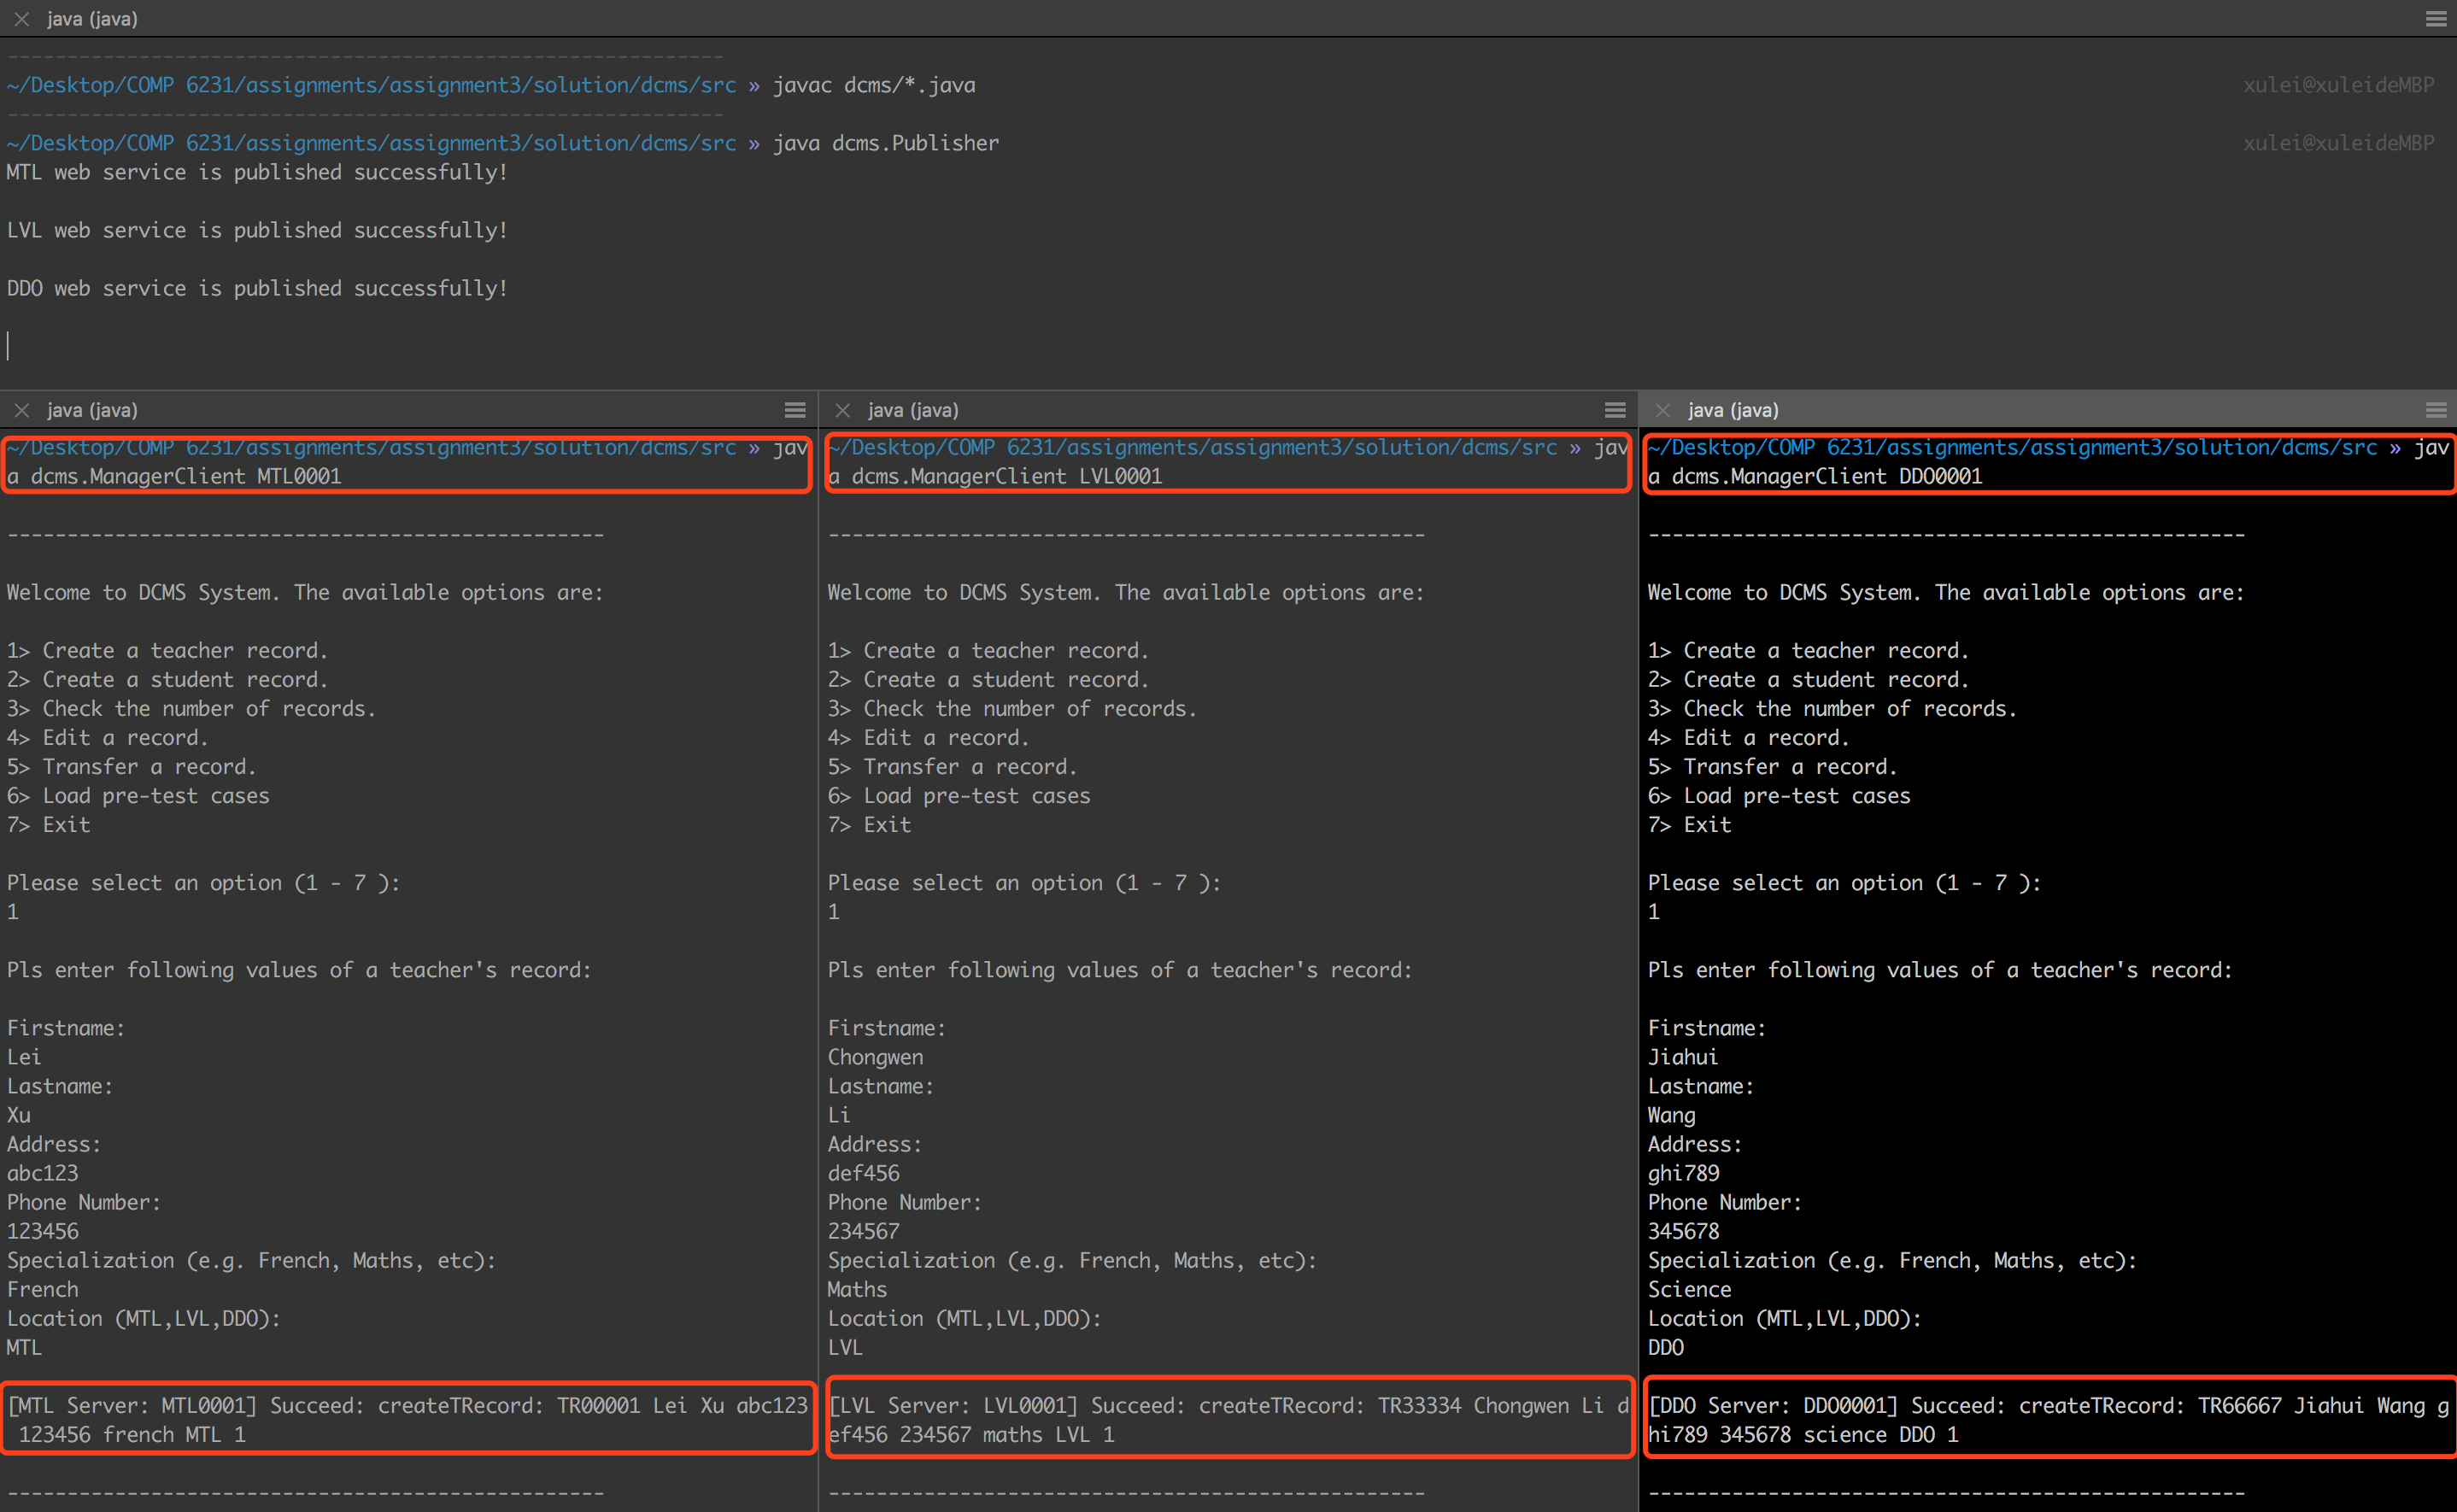 java (java)
------------------------------------------------------------
~/Desktop/COMP 6231/assignments/assignment3/solution/dcms/src » javac dcms/*.java xulei@xuleideMBP
------------------------------------------------------------
~/Desktop/COMP 6231/assignments/assignment3/solution/dcms/src » java dcms.Publisher xulei@xuleideMBP
MTL web service is published successfully!
LVL web service is published successfully!
DDO web service is published successfully!
java (java)
~/Desktop/COMP 6231/assignments/assignment3/solution/dcms/src » jav
a dcms.ManagerClient MTL0001
--------------------------------------------------
Welcome to DCMS System. The available options are:
1> Create a teacher record.
2> Create a student record.
3> Check the number of records.
4> Edit a record.
5> Transfer a record.
6> Load pre-test cases
7> Exit
Please select an option (1 - 7 ):
1
Pls enter following values of a teacher's record:
Firstname:
Lei
Lastname:
Xu
Address:
abc123
Phone Number:
123456
Specialization (e.g. French, Maths, etc):
French
Location (MTL,LVL,DDO):
MTL
[MTL Server: MTL0001] Succeed: createTRecord: TR00001 Lei Xu abc123
123456 french MTL 1
--------------------------------------------------
java (java)
~/Desktop/COMP 6231/assignments/assignment3/solution/dcms/src » jav
a dcms.ManagerClient LVL0001
--------------------------------------------------
Welcome to DCMS System. The available options are:
1> Create a teacher record.
2> Create a student record.
3> Check the number of records.
4> Edit a record.
5> Transfer a record.
6> Load pre-test cases
7> Exit
Please select an option (1 - 7 ):
1
Pls enter following values of a teacher's record:
Firstname:
Chongwen
Lastname:
Li
Address:
def456
Phone Number:
234567
Specialization (e.g. French, Maths, etc):
Maths
Location (MTL,LVL,DDO):
LVL
[LVL Server: LVL0001] Succeed: createTRecord: TR33334 Chongwen Li d
ef456 234567 maths LVL 1
--------------------------------------------------
java (java)
~/Desktop/COMP 6231/assignments/assignment3/solution/dcms/src » jav
a dcms.ManagerClient DDO0001
--------------------------------------------------
Welcome to DCMS System. The available options are:
1> Create a teacher record.
2> Create a student record.
3> Check the number of records.
4> Edit a record.
5> Transfer a record.
6> Load pre-test cases
7> Exit
Please select an option (1 - 7 ):
1
Pls enter following values of a teacher's record:
Firstname:
Jiahui
Lastname:
Wang
Address:
ghi789
Phone Number:
345678
Specialization (e.g. French, Maths, etc):
Science
Location (MTL,LVL,DDO):
DDO
[DDO Server: DDO0001] Succeed: createTRecord: TR66667 Jiahui Wang g
hi789 345678 science DDO 1
--------------------------------------------------